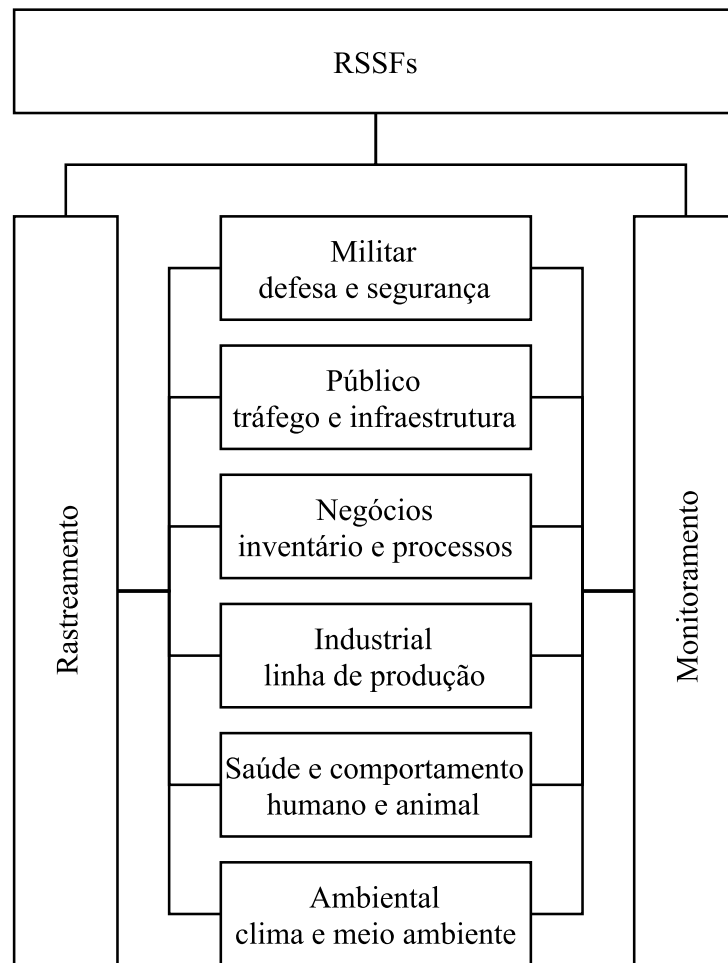 RSSFs
Rastreamento
Militar
defesa e segurança
Público
tráfego e infraestrutura
Negócios
inventário e processos
Industrial
linha de produção
Saúde e comportamento
humano e animal
Ambiental
clima e meio ambiente
Monitoramento